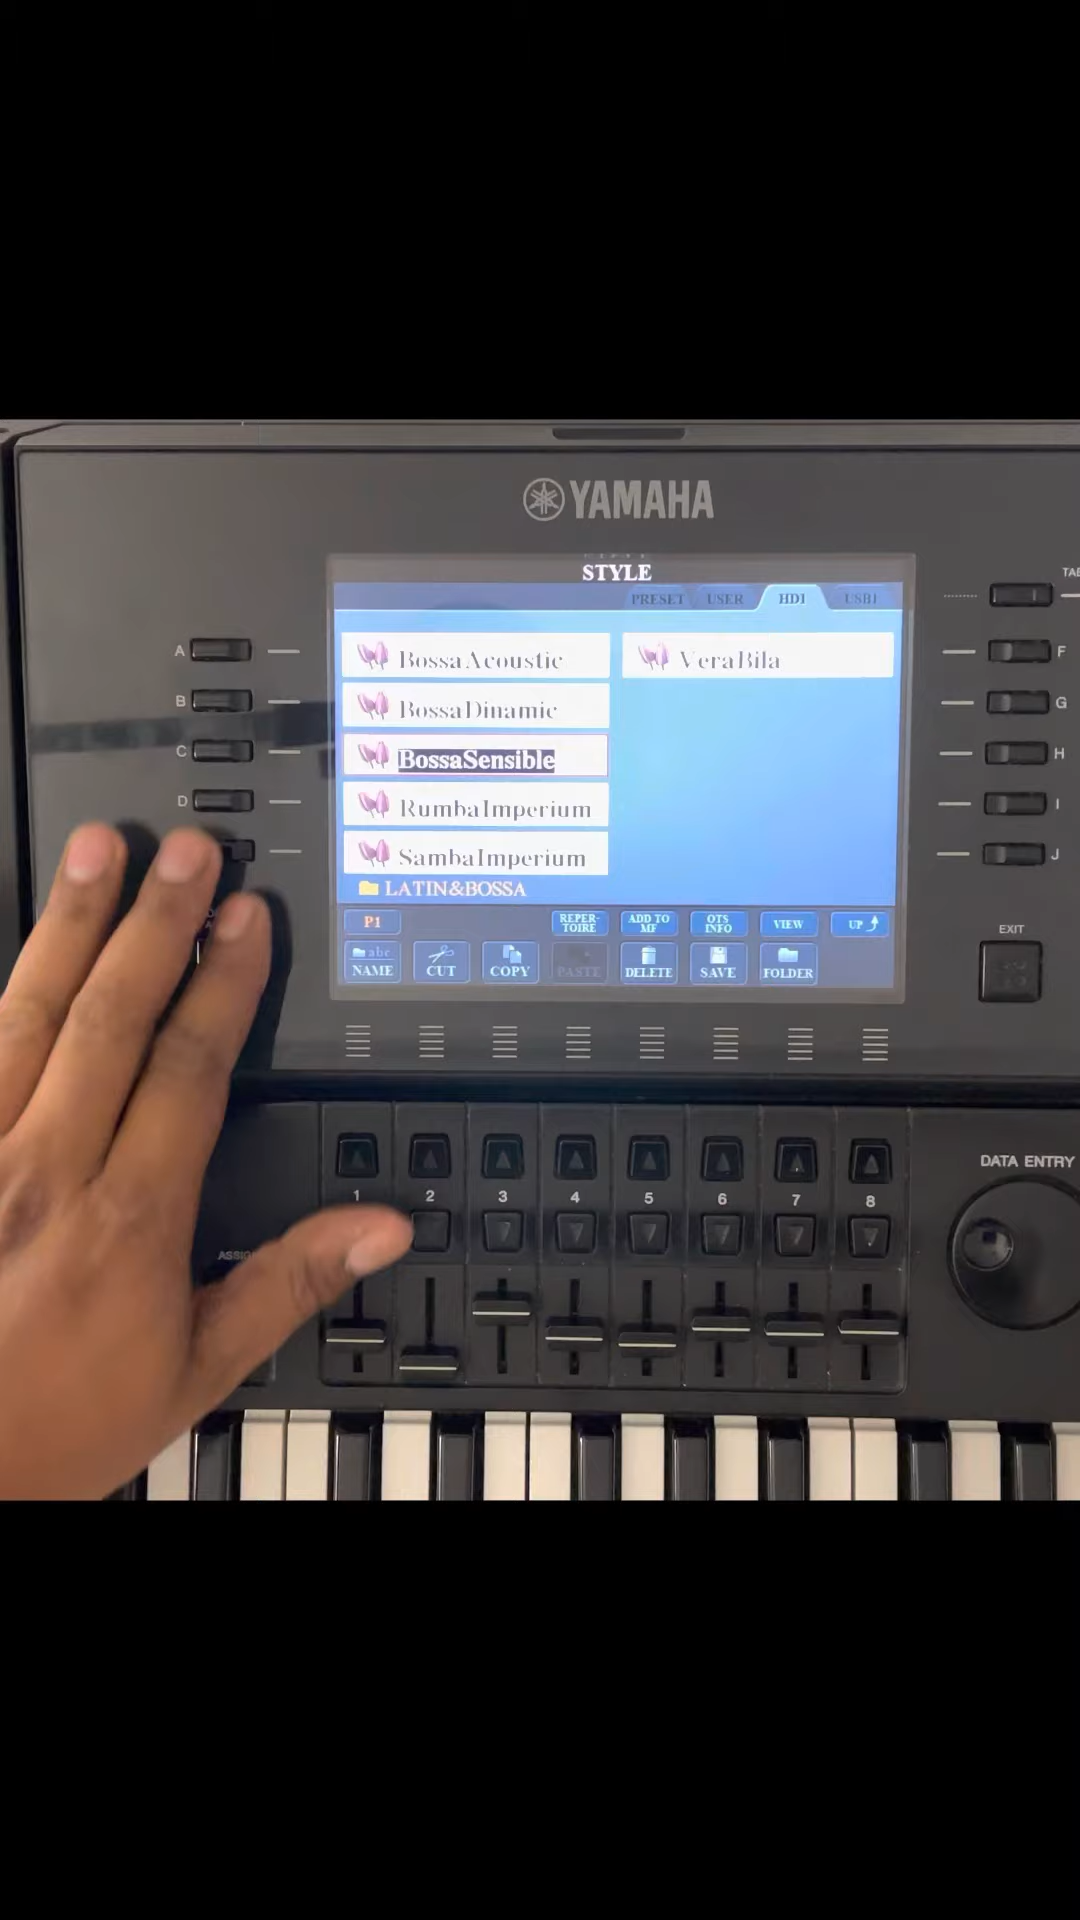 YAMAHA
STYLE
PRESET USER HD1 USB1
BossaAcoustic
VeraBila
BossaDinamic
BossaSensible
RumbaImperium
SambaImperium
LATIN&BOSSA
P1
REPER-
TOIRE
ADD TO
MF
OTS
INFO
VIEW
UP
abc
NAME
CUT
COPY
PASTE
DELETE
SAVE
FOLDER
A
B
C
D
F
G
H
I
J
EXIT
1 2 3 4 5 6 7 8
DATA ENTRY